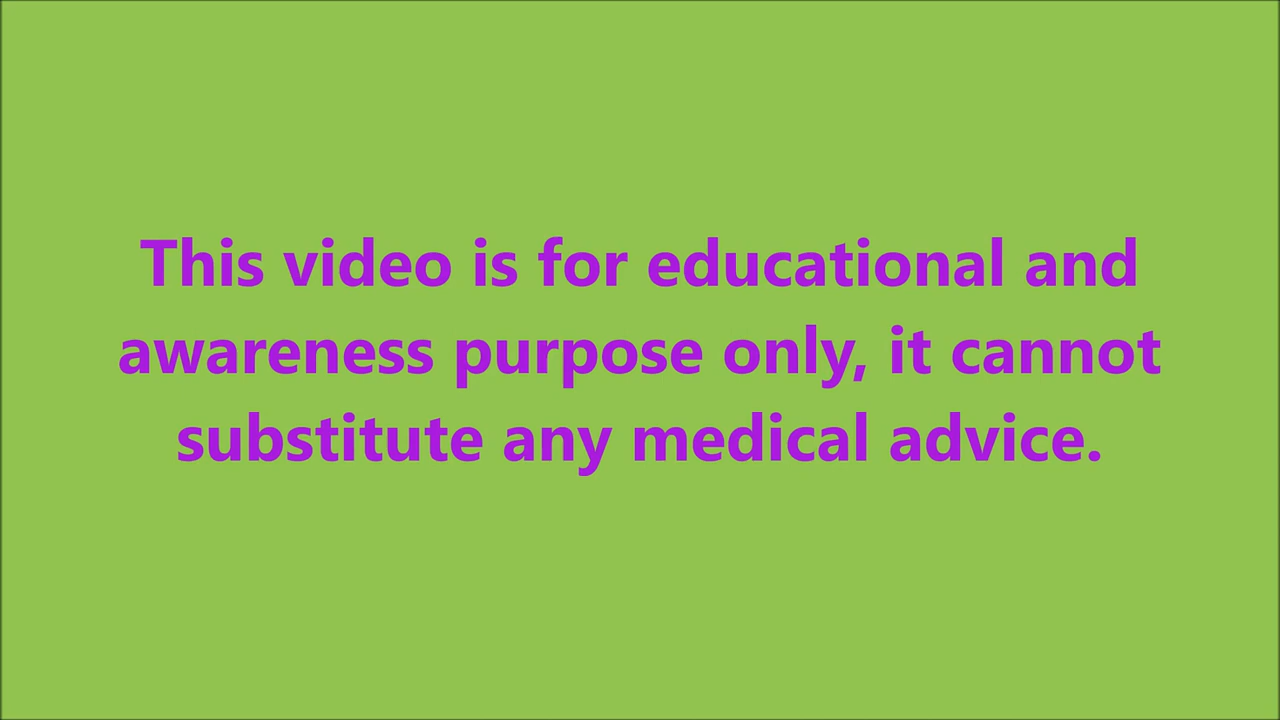 This video is for educational and
awareness purpose only, it cannot
substitute any medical advice.